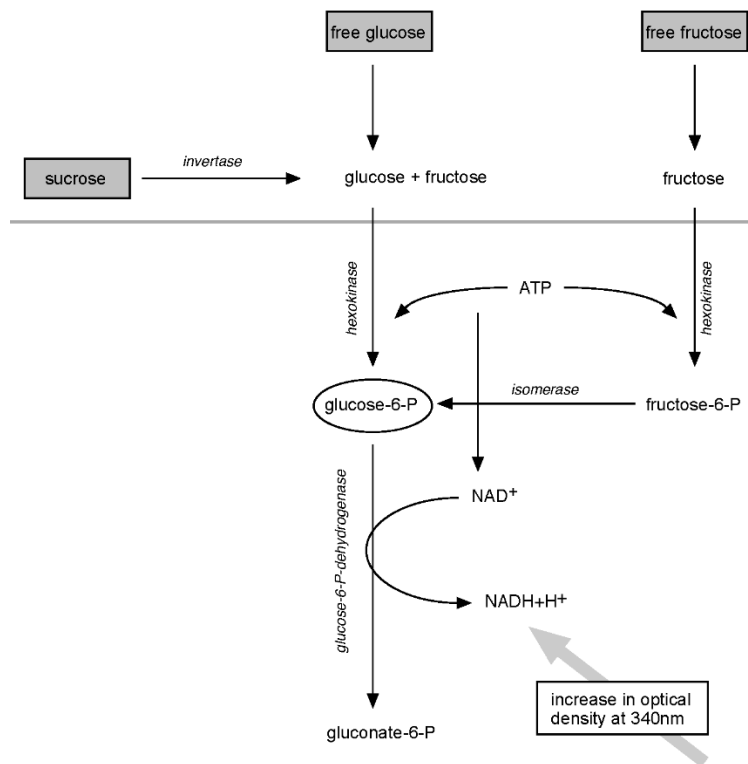 free glucose
free fructose
invertase
sucrose
glucose + fructose
fructose
hexokinase
ATP
hexokinase
isomerase
glucose-6-P
fructose-6-P
glucose-6-P-dehydrogenase
NAD+
NADH+H+
increase in optical
density at 340nm
gluconate-6-P